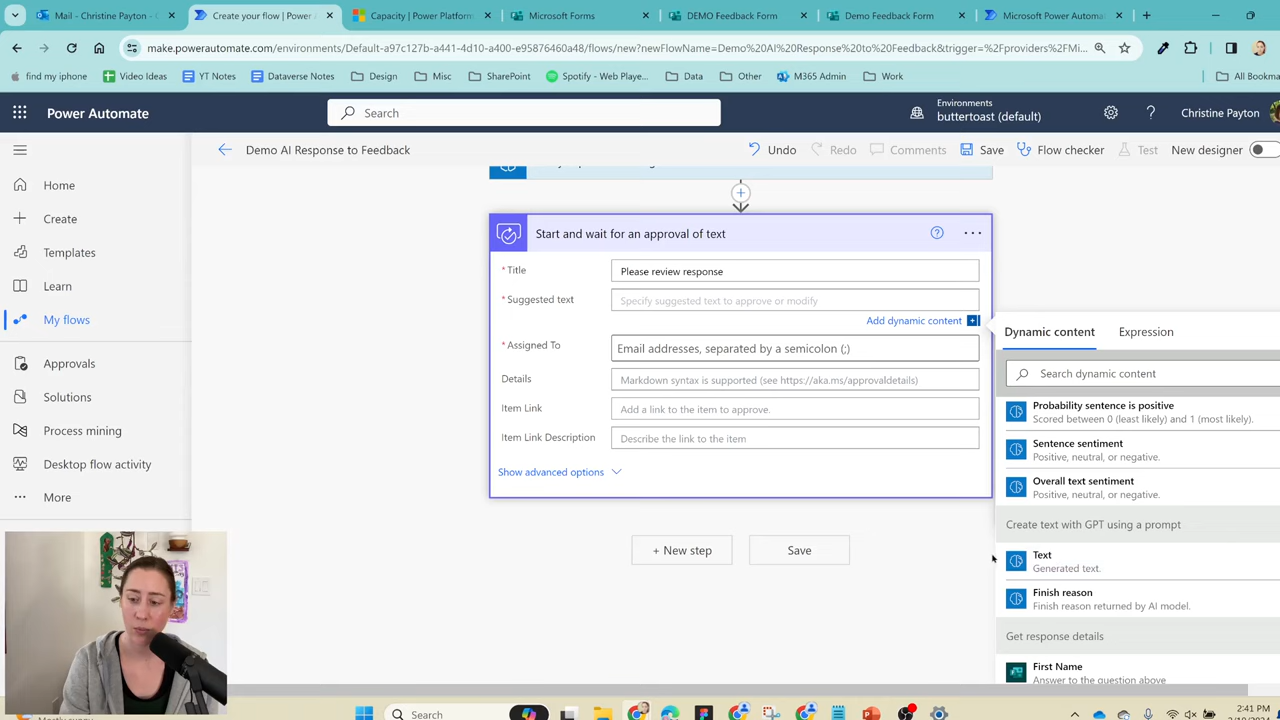 Mail - Christine Payton - C
Create your flow | Power A
Capacity | Power Platform
Microsoft Forms
DEMO Feedback Form
Demo Feedback Form
Microsoft Power Automa
make.powerautomate.com/environments/Default-a97c127b-a441-4d10-a400-e95876460a48/flows/new?newFlowName=Demo%20AI%20Response%20to%20Feedback&trigger=%2Fproviders%2FMi...
find my iphone
Video Ideas
YT Notes
Dataverse Notes
Design
Misc
SharePoint
Spotify - Web Playe...
Data
Other
M365 Admin
Work
All Bookma
Power Automate
Search
Environments
buttertoast (default)
Christine Payton
Demo AI Response to Feedback
Undo
Redo
Comments
Save
Flow checker
Test
New designer
Home
Create
Templates
Learn
My flows
Approvals
Solutions
Process mining
Desktop flow activity
More
Start and wait for an approval of text
* Title
Please review response
* Suggested text
Specify suggested text to approve or modify
Add dynamic content
* Assigned To
Email addresses, separated by a semicolon (;)
Details
Markdown syntax is supported (see https://aka.ms/approvaldetails)
Item Link
Add a link to the item to approve.
Item Link Description
Describe the link to the item
Show advanced options
+ New step
Save
Dynamic content
Expression
Search dynamic content
Probability sentence is positive
Scored between 0 (least likely) and 1 (most likely).
Sentence sentiment
Positive, neutral, or negative.
Overall text sentiment
Positive, neutral, or negative.
Create text with GPT using a prompt
Text
Generated text.
Finish reason
Finish reason returned by AI model.
Get response details
First Name
Answer to the question above
Search
2:41 PM